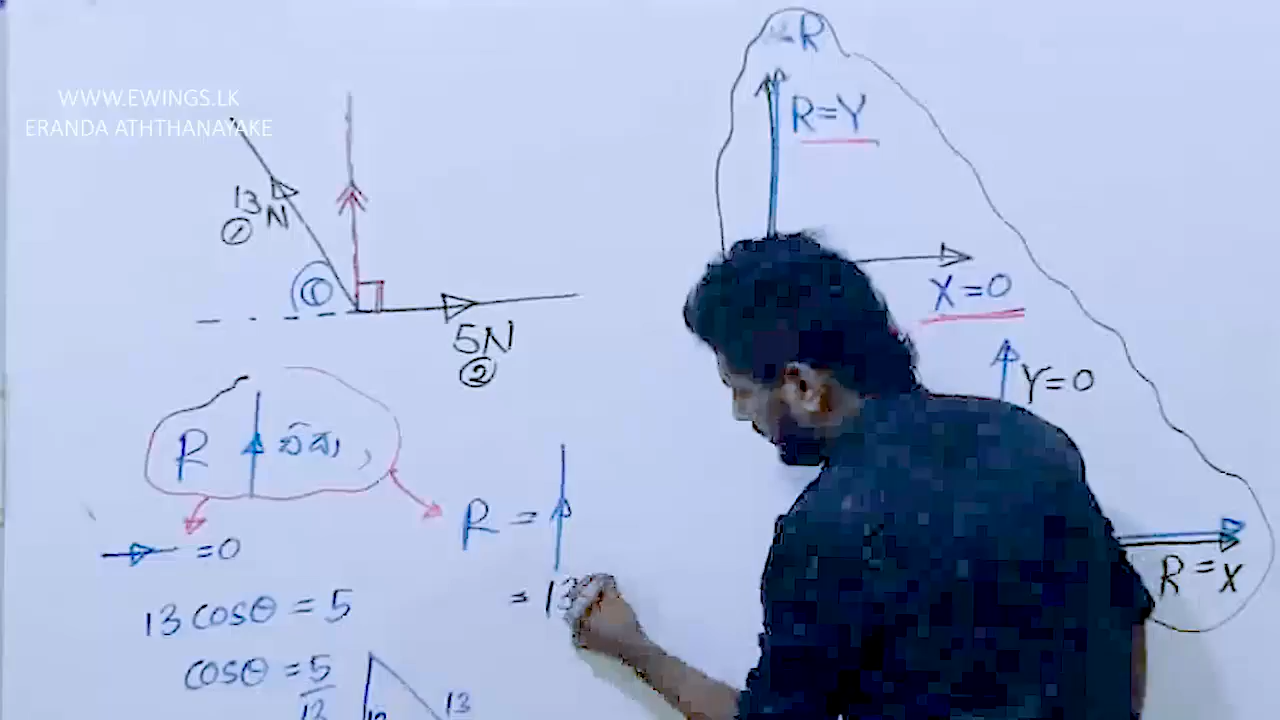 WWW.EWINGS.LK
ERANDA ATHTHANAYAKE
13N
①
θ
5N
②
R
R=Y
X=0
Y=0
R=X
R ↑ විය,
→ = 0
R = ↑
= 13
13 cosθ = 5
cosθ = 5/13
12
13